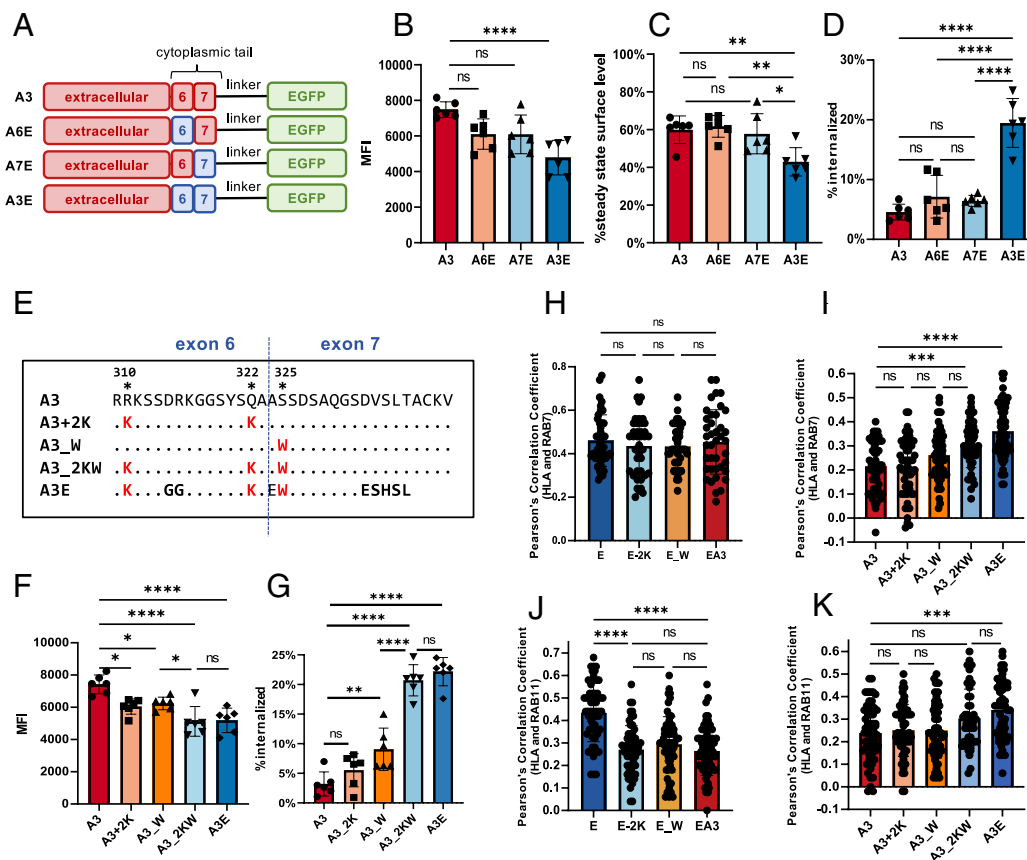 A
cytoplasmic tail
A3 extracellular 6 7 linker EGFP
A6E extracellular 6 7 linker EGFP
A7E extracellular 6 7 linker EGFP
A3E extracellular 6 7 linker EGFP
B
****
ns
ns
MFI
10000
8000
6000
4000
2000
0
A3 A6E A7E A3E
C
**
ns **
ns *
%steady state surface level
100%
80%
60%
40%
20%
0%
A3 A6E A7E A3E
D
****
****
****
ns
ns ns
%internalized
30%
20%
10%
0%
A3 A6E A7E A3E
E
exon 6 exon 7
310 322 325
* * *
A3 RRKSSDRKGGSYSQAASSDSAQGSDVSLTACKV
A3+2K .K...........K...................
A3_W ...............W.................
A3_2KW .K...........K.W.................
A3E .K...GG......K.EW.......ESHSL
F
****
****
*
* * ns
MFI
10000
8000
6000
4000
2000
0
A3 A3+2K A3_W A3_2KW A3E
G
****
****
**** ns
**
ns
%internalized
25%
20%
15%
10%
5%
0%
A3 A3_2K A3_W A3_2KW A3E
H
ns
ns ns ns
Pearson's Correlation Coefficient
(HLA and RAB7)
0.8
0.6
0.4
0.2
0.0
E E-2K E_W EA3
I
****
***
ns ns ns
Pearson's Correlation Coefficient
(HLA and RAB7)
0.6
0.5
0.4
0.3
0.2
0.1
0.0
-0.1
A3 A3+2K A3_W A3_2KW A3E
J
****
**** ns ns
Pearson's Correlation Coefficient
(HLA and RAB11)
0.8
0.6
0.4
0.2
0.0
E E-2K E_W EA3
K
***
ns
ns ns ns
Pearson's Correlation Coefficient
(HLA and RAB11)
0.6
0.5
0.4
0.3
0.2
0.1
0.0
-0.1
A3 A3+2K A3_W A3_2KW A3E